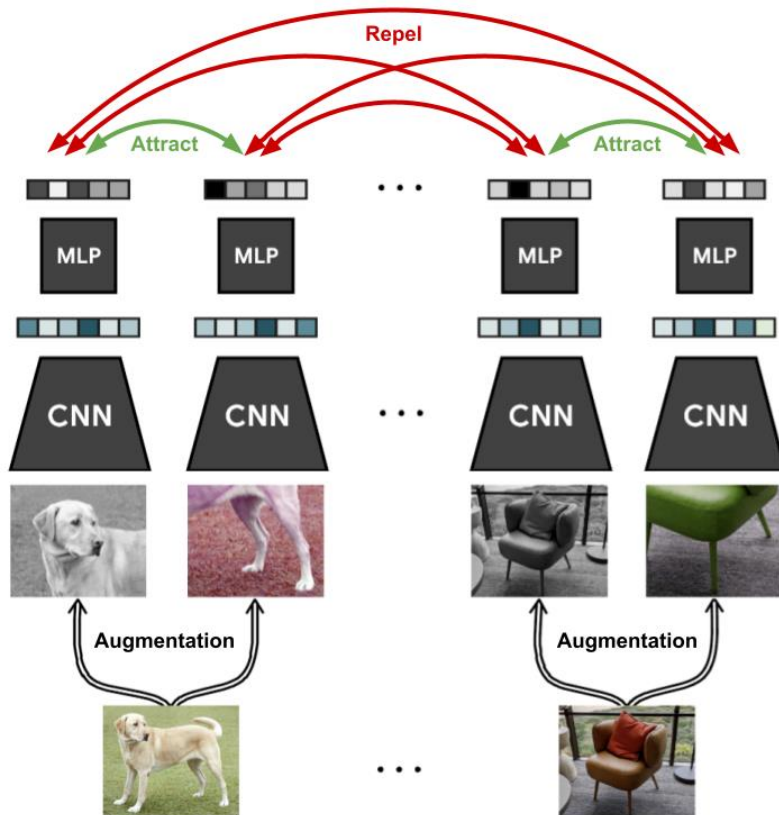 Repel
Attract
Attract
...
MLP
MLP
MLP
MLP
CNN
CNN
...
CNN
CNN
Augmentation
Augmentation
...